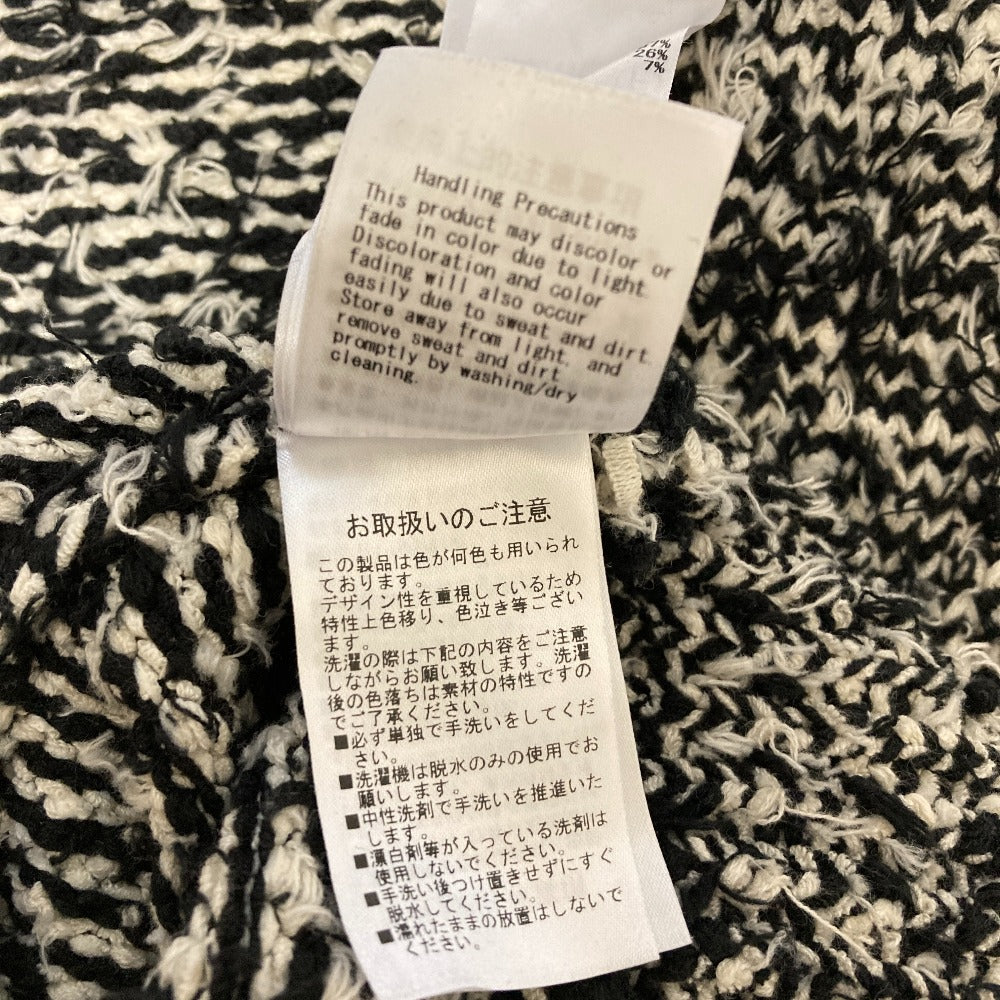 26%
7%
Handling Precautions
This product may discolor or
fade in color due to light.
Discoloration and color
fading will also occur
easily due to sweat and dirt.
Store away from light. and
remove sweat and dirt
promptly by washing/dry
cleaning.
お取扱いのご注意
この製品は色が何色も用いられ
ております。
デザイン性を重視しているため
特性上色移り、色泣き等ござい
ます。
洗濯の際は下記の内容をご注意
しながらお願い致します。洗濯
後の色落ちは素材の特性ですの
でご了承ください。
■必ず単独で手洗いをしてくだ
さい。
■洗濯機は脱水のみの使用でお
願いします。
■中性洗剤で手洗いを推進いた
します。
■漂白剤等が入っている洗剤は
使用しないでください。
■手洗い後つけ置きせずにすぐ
脱水してください。
■濡れたままの放置はしないで
ください。